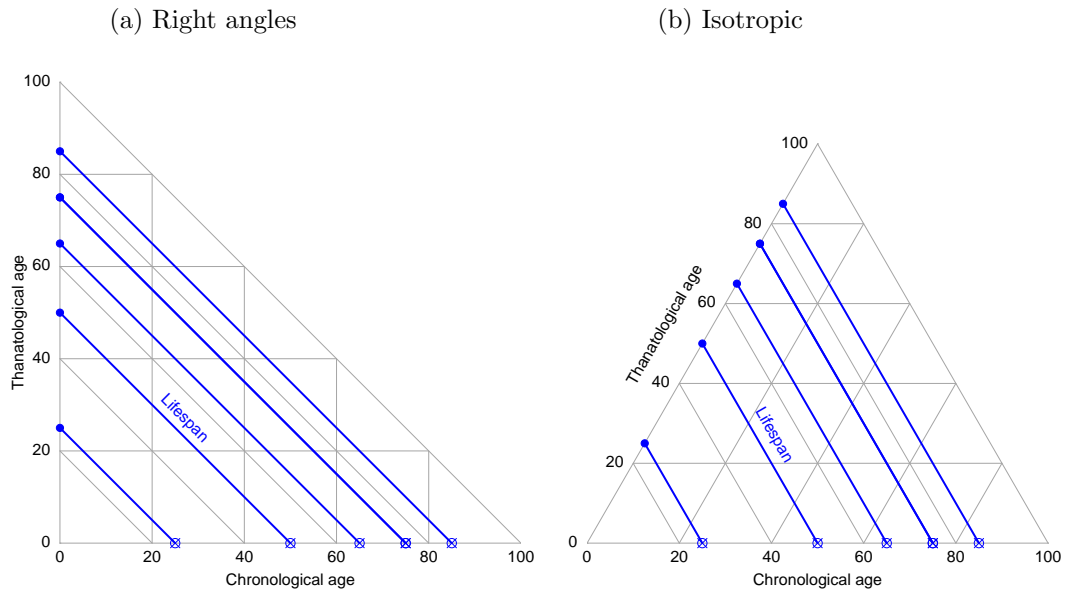 (a) Right angles
100
80
60
40
20
0
Thanatological age
Lifespan
0 20 40 60 80 100
Chronological age
(b) Isotropic
100
80
60
40
20
0
Thanatological age
Lifespan
0 20 40 60 80 100
Chronological age